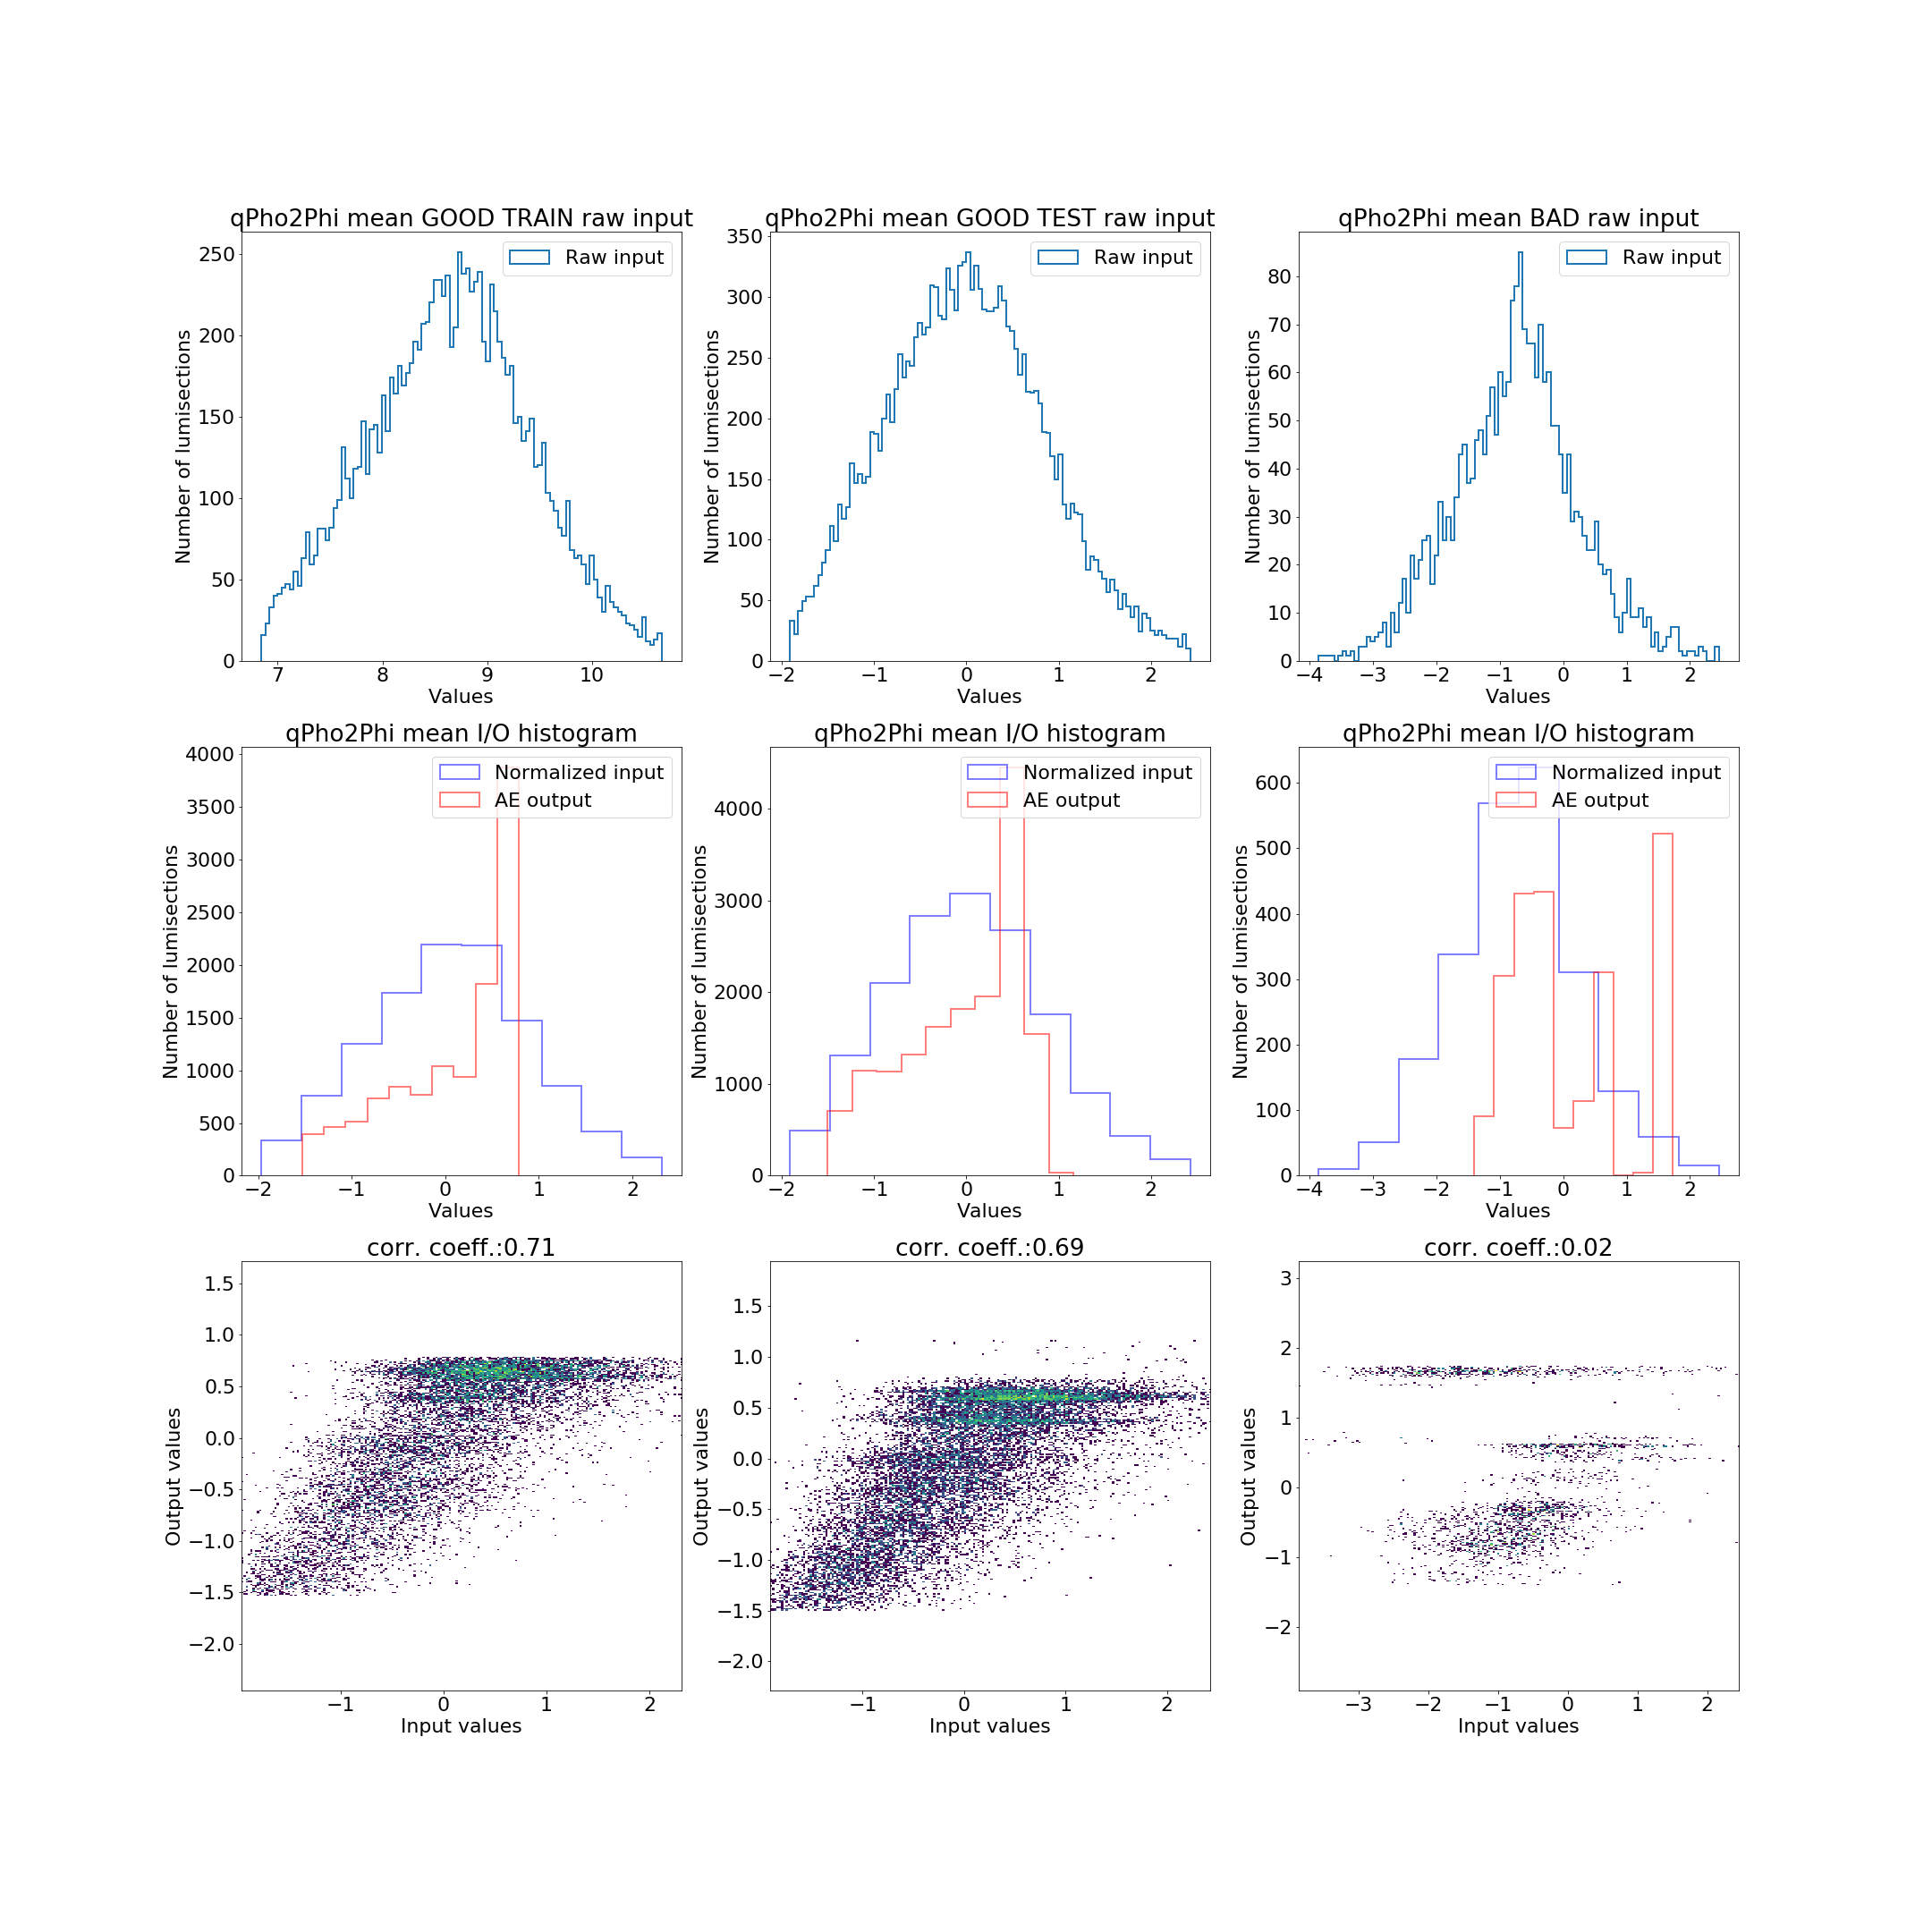 qPho2Phi mean GOOD TRAIN raw input
Raw input
250
200
150
100
50
0
Number of lumisections
7 8 9 10
Values
qPho2Phi mean GOOD TEST raw input
Raw input
350
300
250
200
150
100
50
0
Number of lumisections
−2 −1 0 1 2
Values
qPho2Phi mean BAD raw input
Raw input
80
70
60
50
40
30
20
10
0
Number of lumisections
−4 −3 −2 −1 0 1 2
Values
qPho2Phi mean I/O histogram
Normalized input
AE output
4000
3500
3000
2500
2000
1500
1000
500
0
Number of lumisections
−2 −1 0 1 2
Values
qPho2Phi mean I/O histogram
Normalized input
AE output
4000
3000
2000
1000
0
Number of lumisections
−2 −1 0 1 2
Values
qPho2Phi mean I/O histogram
Normalized input
AE output
600
500
400
300
200
100
0
Number of lumisections
−4 −3 −2 −1 0 1 2
Values
corr. coeff.:0.71
1.5
1.0
0.5
0.0
−0.5
−1.0
−1.5
−2.0
Output values
−1 0 1 2
Input values
corr. coeff.:0.69
1.5
1.0
0.5
0.0
−0.5
−1.0
−1.5
−2.0
Output values
−1 0 1 2
Input values
corr. coeff.:0.02
3
2
1
0
−1
−2
Output values
−3 −2 −1 0 1 2
Input values